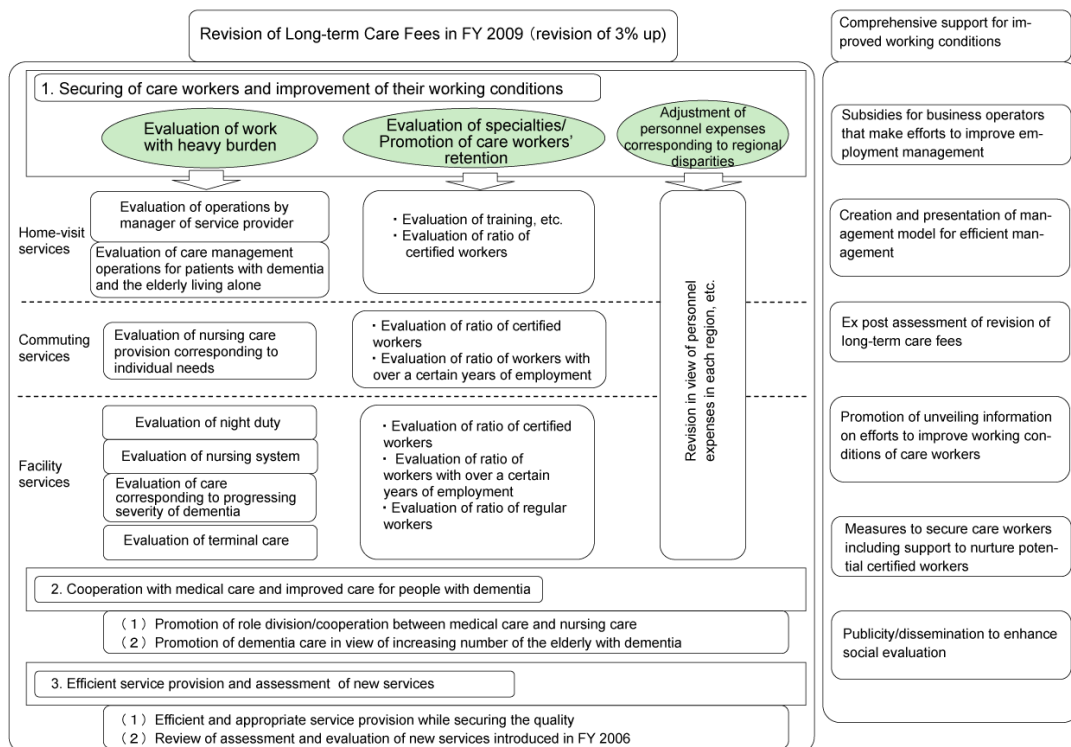 Revision of Long-term Care Fees in FY 2009 (revision of 3% up)
1. Securing of care workers and improvement of their working conditions
Evaluation of work
with heavy burden
Evaluation of specialties/
Promotion of care workers'
retention
Adjustment of
personnel expenses
corresponding to regional
disparities
Home-visit
services
Evaluation of operations by
manager of service provider
Evaluation of care management
operations for patients with dementia
and the elderly living alone
・Evaluation of training, etc.
・Evaluation of ratio of
certified workers
Commuting
services
Evaluation of nursing care
provision corresponding to
individual needs
・Evaluation of ratio of certified
workers
・Evaluation of ratio of workers with
over a certain years of employment
Facility
services
Evaluation of night duty
Evaluation of nursing system
Evaluation of care
corresponding to progressing
severity of dementia
Evaluation of terminal care
・Evaluation of ratio of certified
workers
・Evaluation of ratio of
workers with over a certain
years of employment
・Evaluation of ratio of regular
workers
Revision in view of personnel
expenses in each region, etc.
2. Cooperation with medical care and improved care for people with dementia
(1) Promotion of role division/cooperation between medical care and nursing care
(2) Promotion of dementia care in view of increasing number of the elderly with dementia
3. Efficient service provision and assessment of new services
(1) Efficient and appropriate service provision while securing the quality
(2) Review of assessment and evaluation of new services introduced in FY 2006
Comprehensive support for im-
proved working conditions
Subsidies for business operators
that make efforts to improve em-
ployment management
Creation and presentation of man-
agement model for efficient man-
agement
Ex post assessment of revision of
long-term care fees
Promotion of unveiling information
on efforts to improve working con-
ditions of care workers
Measures to secure care workers
including support to nurture poten-
tial certified workers
Publicity/dissemination to enhance
social evaluation